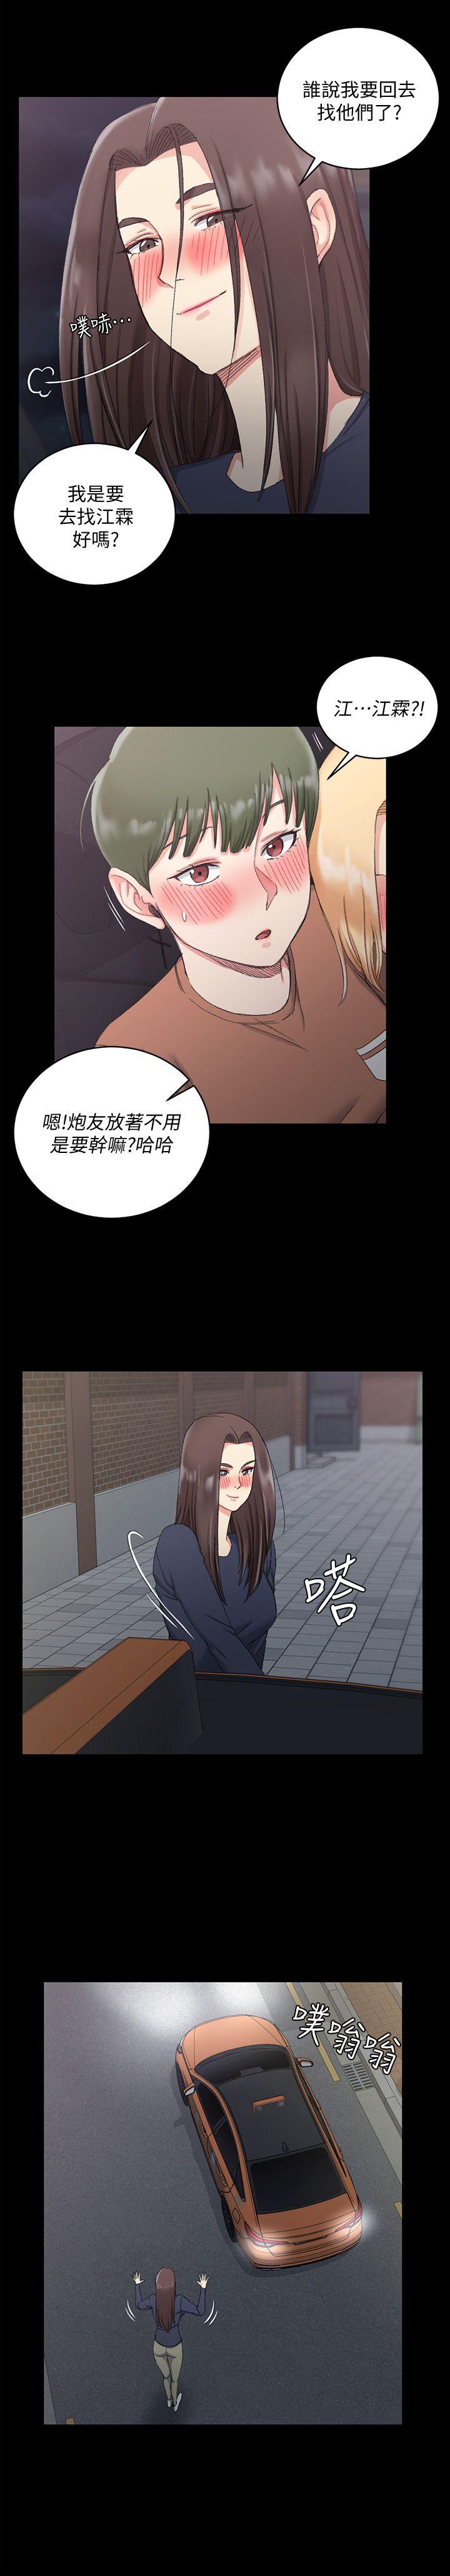 誰說我要回去
找他們了?
噗哧⋯
我是要
去找江霖
好嗎?
江⋯江霖?!
嗯!炮友放著不用
是要幹嘛?哈哈
嗒
噗嗡嗡